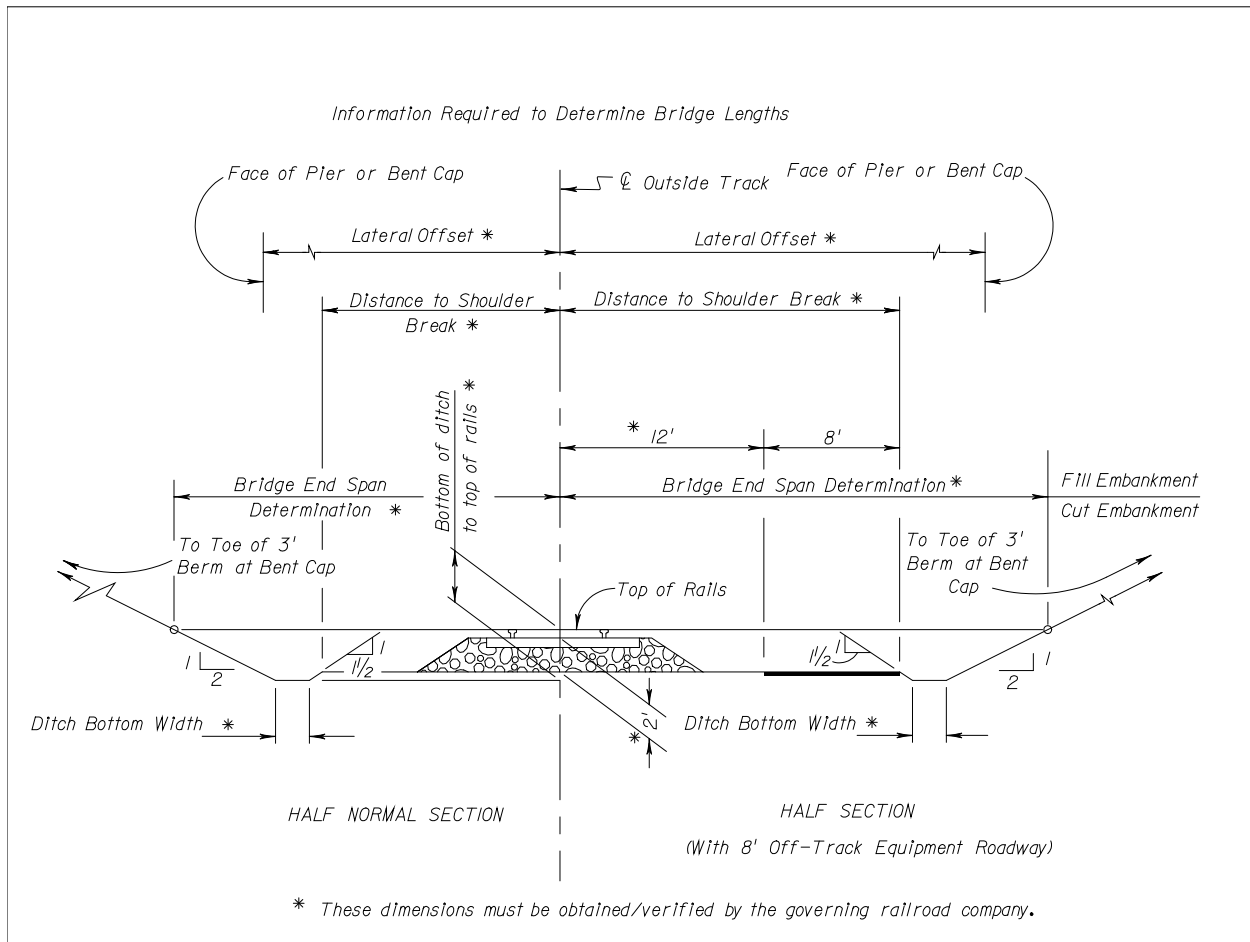 Information Required to Determine Bridge Lengths
Face of Pier or Bent Cap
℄ Outside Track
Face of Pier or Bent Cap
Lateral Offset *
Lateral Offset *
Distance to Shoulder
Break *
Distance to Shoulder Break *
Bottom of ditch
to top of rails *
* 12'
8'
Bridge End Span
Determination *
Bridge End Span Determination *
Fill Embankment
Cut Embankment
To Toe of 3'
Berm at Bent Cap
To Toe of 3'
Berm at Bent
Cap
Top of Rails
1
2
1
1½
1
1½
1
2
Ditch Bottom Width *
* 2'
Ditch Bottom Width *
HALF NORMAL SECTION
HALF SECTION
(With 8' Off-Track Equipment Roadway)
* These dimensions must be obtained/verified by the governing railroad company.